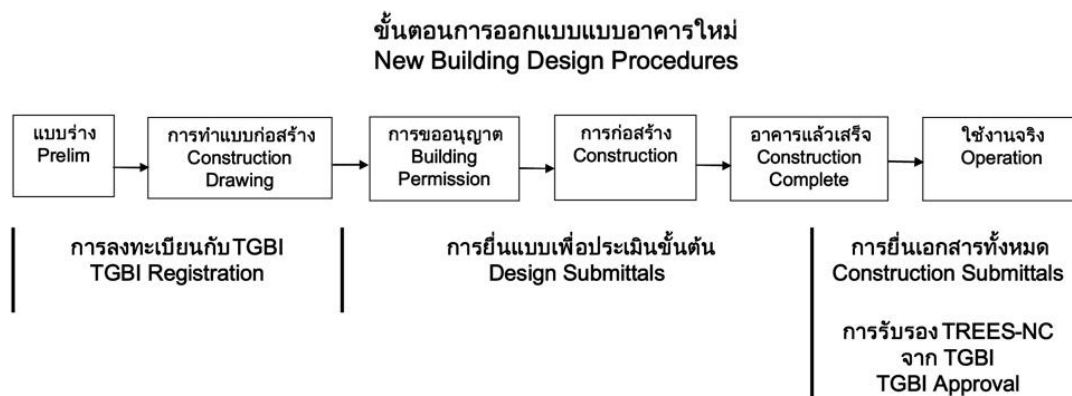 ขั้นตอนการออกแบบแบบอาคารใหม่
New Building Design Procedures
แบบร่าง
Prelim
การทำแบบก่อสร้าง
Construction
Drawing
การขออนุญาต
Building
Permission
การก่อสร้าง
Construction
อาคารแล้วเสร็จ
Construction
Complete
ใช้งานจริง
Operation
การลงทะเบียนกับ TGBI
TGBI Registration
การยื่นแบบเพื่อประเมินขั้นต้น
Design Submittals
การยื่นเอกสารทั้งหมด
Construction Submittals
การรับรอง TREES-NC
จาก TGBI
TGBI Approval